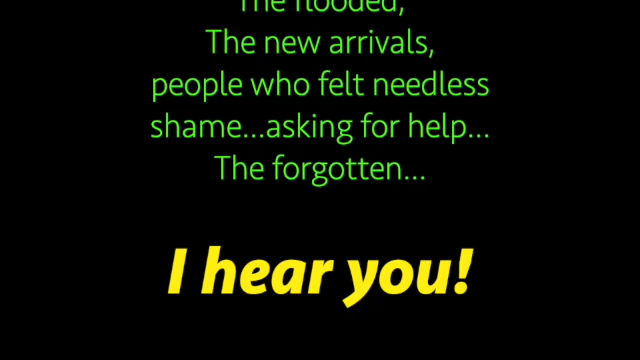 The flooded,
The new arrivals,
people who felt needless
shame...asking for help...
The forgotten...
I hear you!